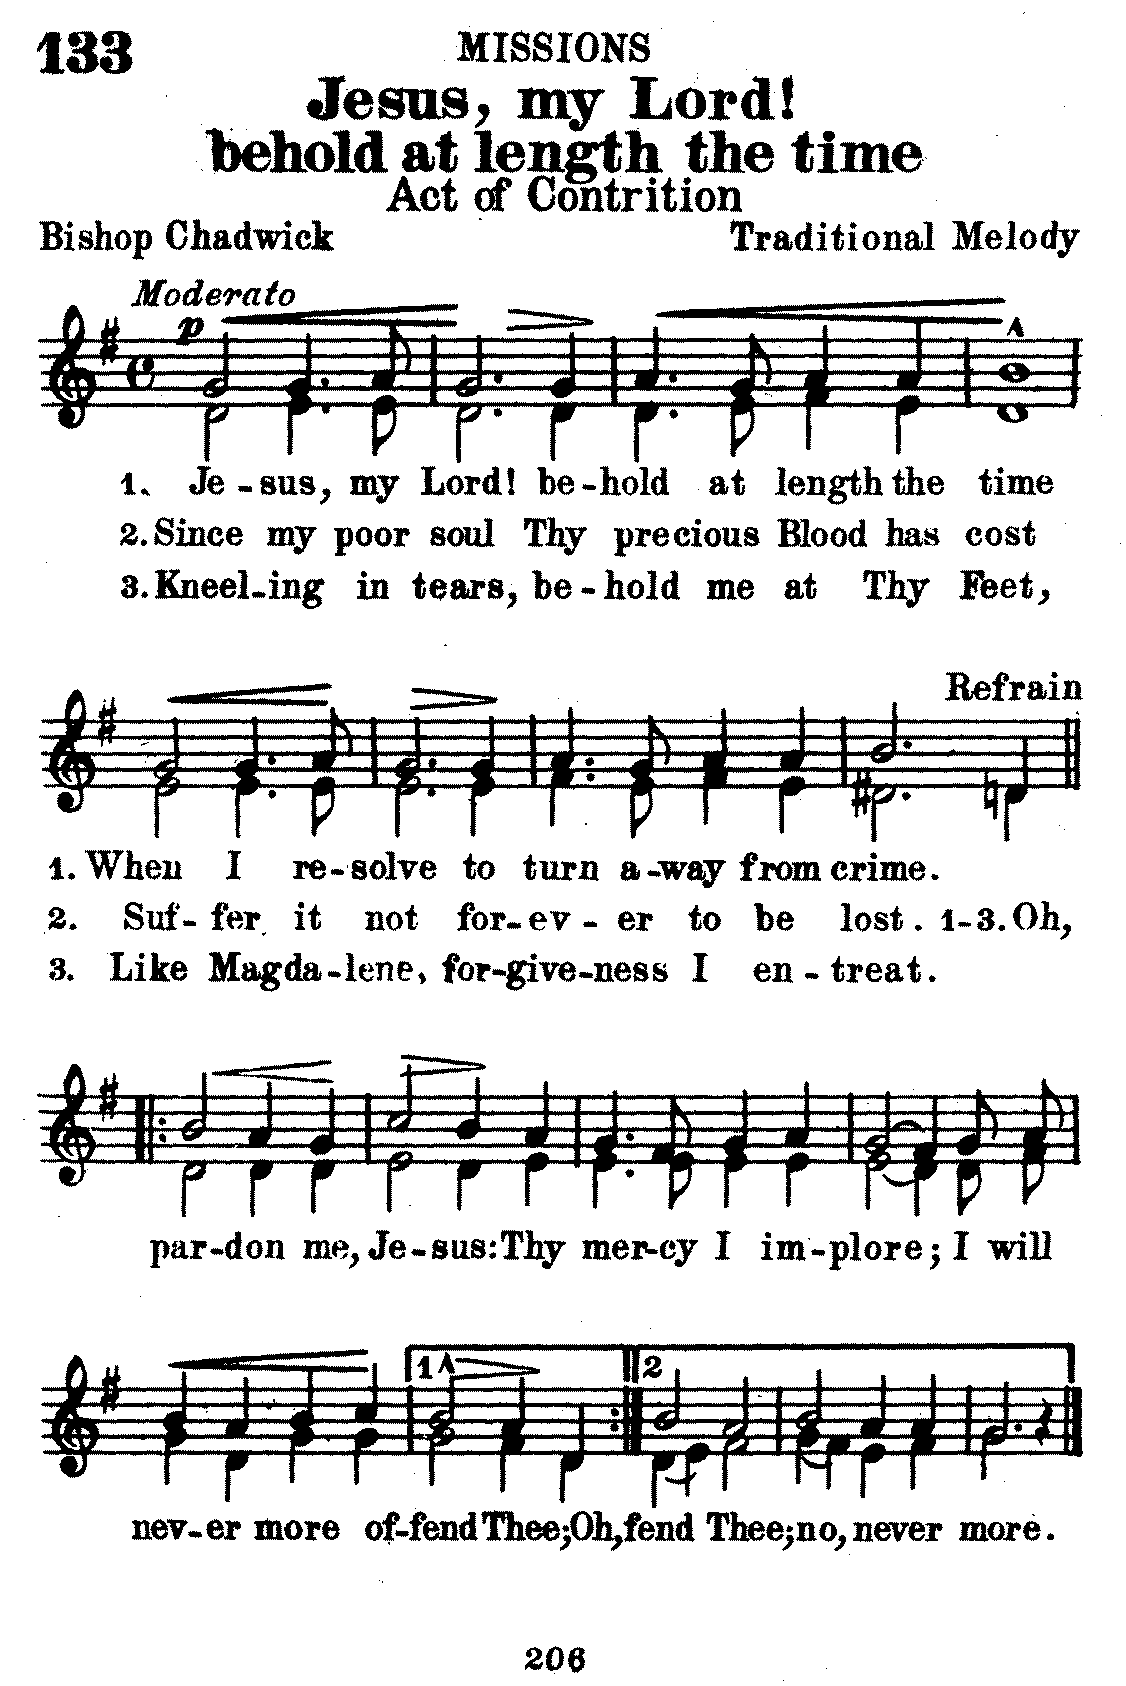 133 MISSIONS
Jesus, my Lord!
behold at length the time
Act of Contrition
Bishop Chadwick Traditional Melody
Moderato
p
1. Je-sus, my Lord! be-hold at length the time
2. Since my poor soul Thy precious Blood has cost
3. Kneel-ing in tears, be-hold me at Thy Feet,
Refrain
1. When I re-solve to turn a-way from crime.
2. Suf-fer it not for-ev-er to be lost. 1-3. Oh,
3. Like Magda-lene, for-give-ness I en-treat.
par-don me, Je-sus: Thy mer-cy I im-plore; I will
1 2
nev-er more of-fend Thee; Oh, fend Thee; no, never more.
206